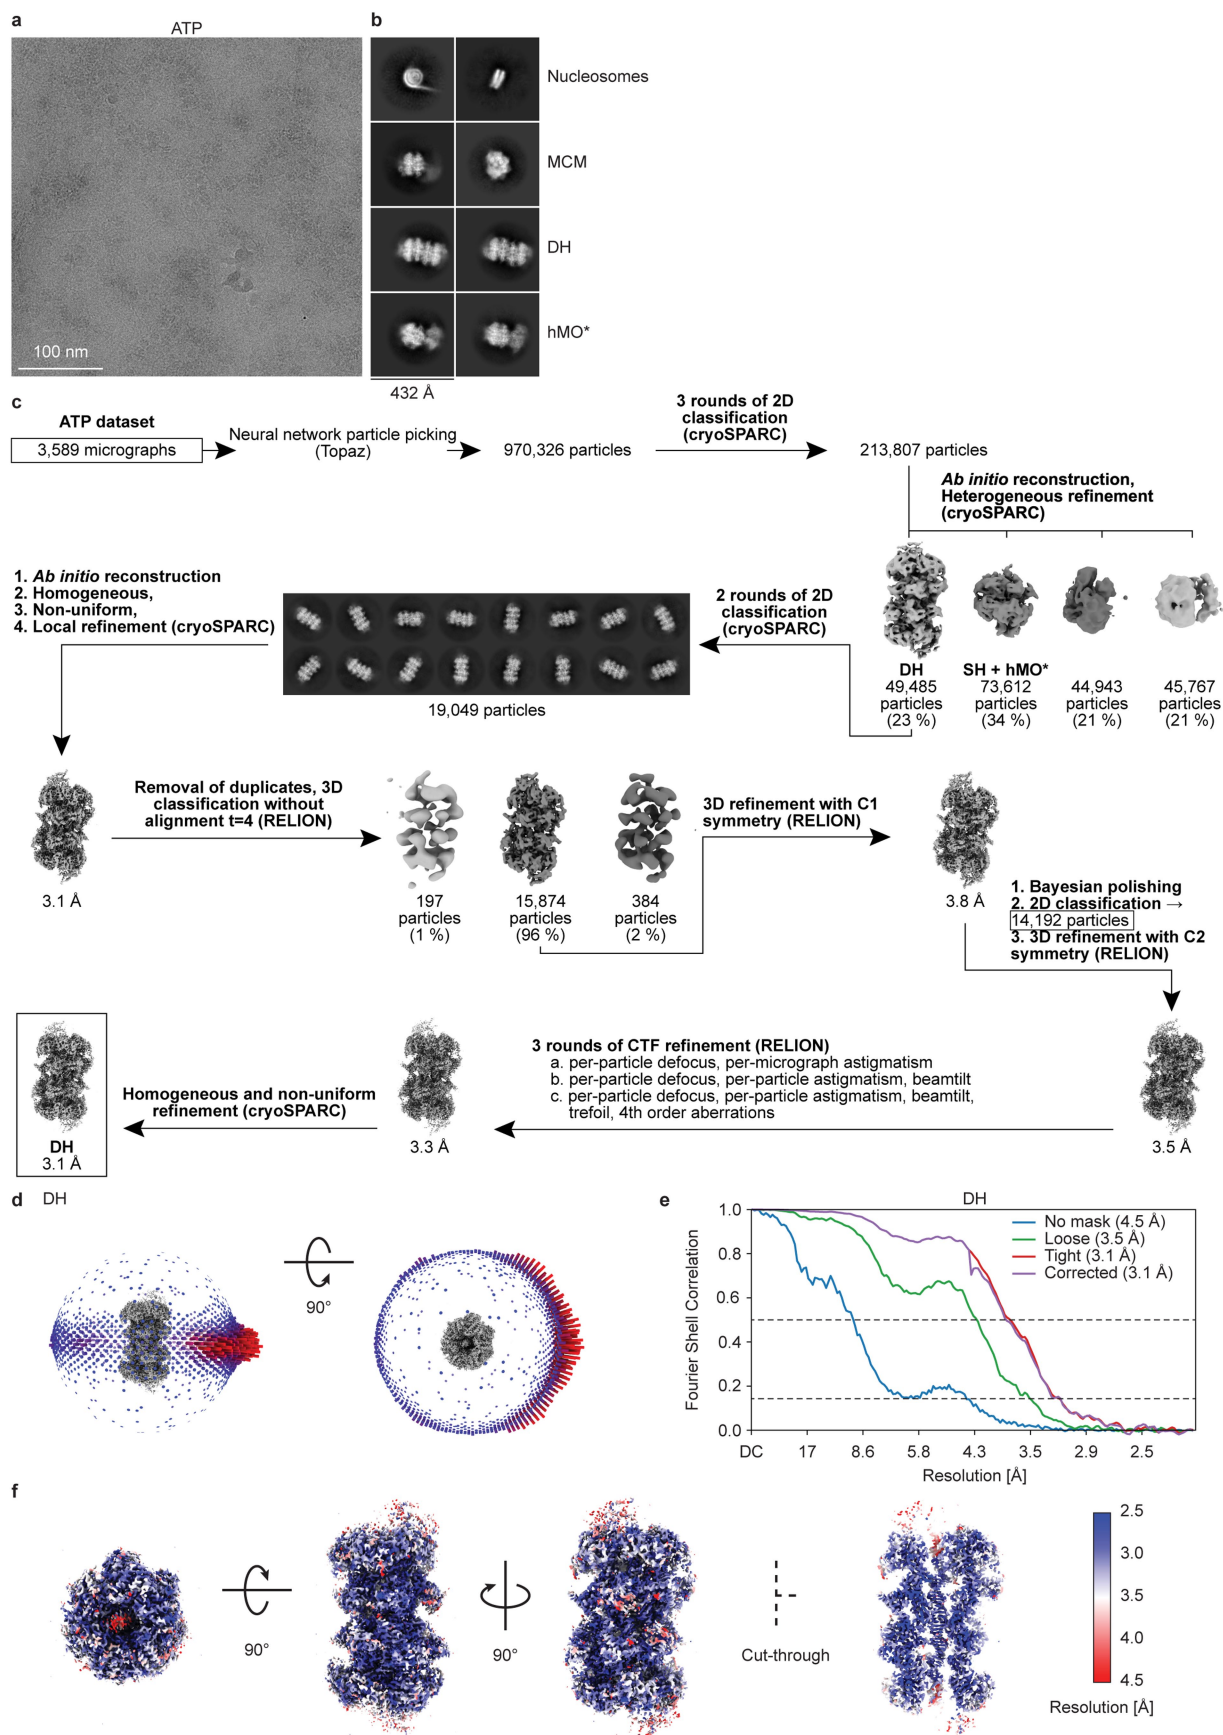 a
ATP
100 nm
b
Nucleosomes
MCM
DH
hMO*
432 Å
c
ATP dataset
3,589 micrographs
Neural network particle picking
(Topaz)
970,326 particles
3 rounds of 2D
classification
(cryoSPARC)
213,807 particles
Ab initio reconstruction,
Heterogeneous refinement
(cryoSPARC)
DH
49,485
particles
(23 %)
SH + hMO*
73,612
particles
(34 %)
44,943
particles
(21 %)
45,767
particles
(21 %)
2 rounds of 2D
classification
(cryoSPARC)
19,049 particles
1. Ab initio reconstruction
2. Homogeneous,
3. Non-uniform,
4. Local refinement (cryoSPARC)
3.1 Å
Removal of duplicates, 3D
classification without
alignment t=4 (RELION)
197
particles
(1 %)
15,874
particles
(96 %)
384
particles
(2 %)
3D refinement with C1
symmetry (RELION)
3.8 Å
1. Bayesian polishing
2. 2D classification →
14,192 particles
3. 3D refinement with C2
symmetry (RELION)
3.5 Å
3 rounds of CTF refinement (RELION)
a. per-particle defocus, per-micrograph astigmatism
b. per-particle defocus, per-particle astigmatism, beamtilt
c. per-particle defocus, per-particle astigmatism, beamtilt,
trefoil, 4th order aberrations
3.3 Å
Homogeneous and non-uniform
refinement (cryoSPARC)
DH
3.1 Å
d
DH
90°
e
DH
No mask (4.5 Å)
Loose (3.5 Å)
Tight (3.1 Å)
Corrected (3.1 Å)
Fourier Shell Correlation
1.0
0.8
0.6
0.4
0.2
0.0
DC
17
8.6
5.8
4.3
3.5
2.9
2.5
Resolution [Å]
f
90°
90°
Cut-through
2.5
3.0
3.5
4.0
4.5
Resolution [Å]